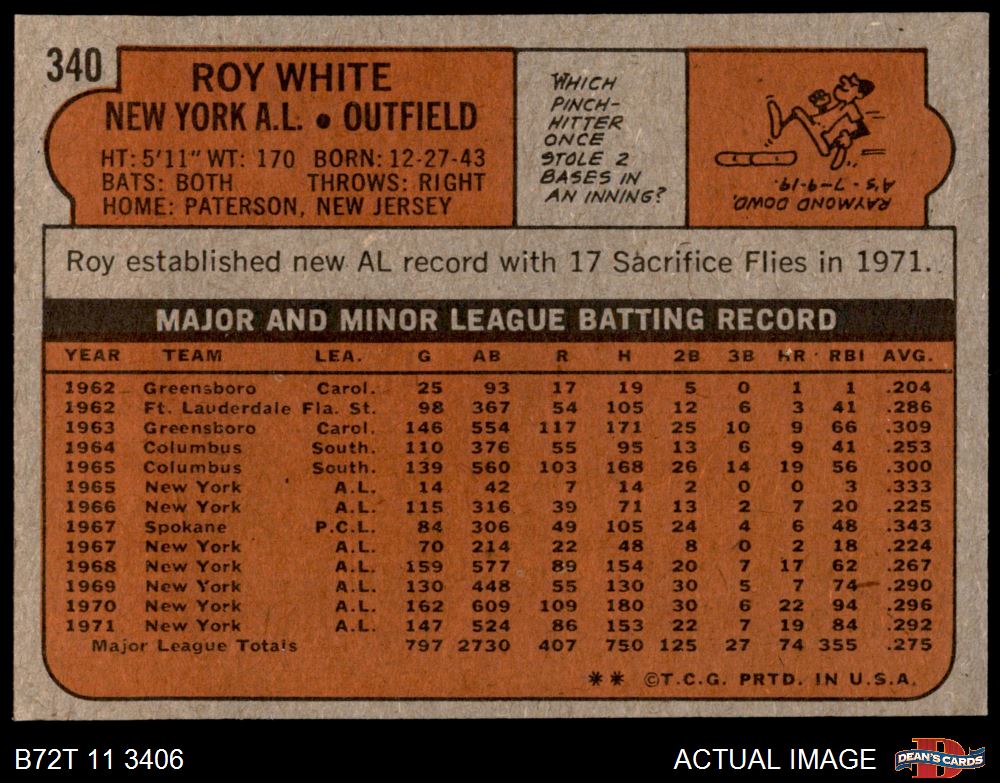 340
ROY WHITE
NEW YORK A.L. • OUTFIELD
HT: 5'11" WT: 170 BORN: 12-27-43
BATS: BOTH THROWS: RIGHT
HOME: PATERSON, NEW JERSEY
WHICH
PINCH-
HITTER
ONCE
STOLE 2
BASES IN
AN INNING?
RAYMOND DOWD,
A'S - 7-9-19.
Roy established new AL record with 17 Sacrifice Flies in 1971.
MAJOR AND MINOR LEAGUE BATTING RECORD
YEAR TEAM LEA. G AB R H 2B 3B HR RBI AVG.
1962 Greensboro Carol. 25 93 17 19 5 0 1 1 .204
1962 Ft. Lauderdale Fla. St. 98 367 54 105 12 6 3 41 .286
1963 Greensboro Carol. 146 554 117 171 25 10 9 66 .309
1964 Columbus South. 110 376 55 95 13 6 9 41 .253
1965 Columbus South. 139 560 103 168 26 14 19 56 .300
1965 New York A.L. 14 42 7 14 2 0 0 3 .333
1966 New York A.L. 115 316 39 71 13 2 7 20 .225
1967 Spokane P.C.L. 84 306 49 105 24 4 6 48 .343
1967 New York A.L. 70 214 22 48 8 0 2 18 .224
1968 New York A.L. 159 577 89 154 20 7 17 62 .267
1969 New York A.L. 130 448 55 130 30 5 7 74 .290
1970 New York A.L. 162 609 109 180 30 6 22 94 .296
1971 New York A.L. 147 524 86 153 22 7 19 84 .292
Major League Totals 797 2730 407 750 125 27 74 355 .275
** ©T.C.G. PRTD. IN U.S.A.
B72T 11 3406
ACTUAL IMAGE
D
DEAN'S CARDS